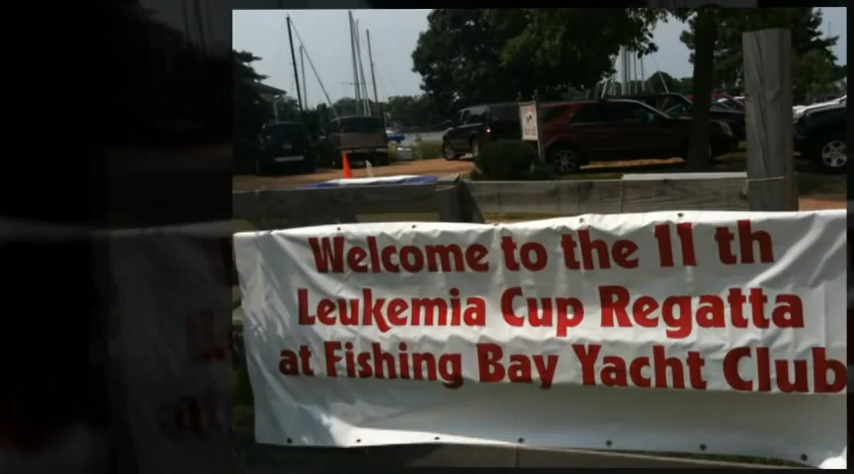 Welcome to the 11 th
Leukemia Cup Regatta
at Fishing Bay Yacht Club